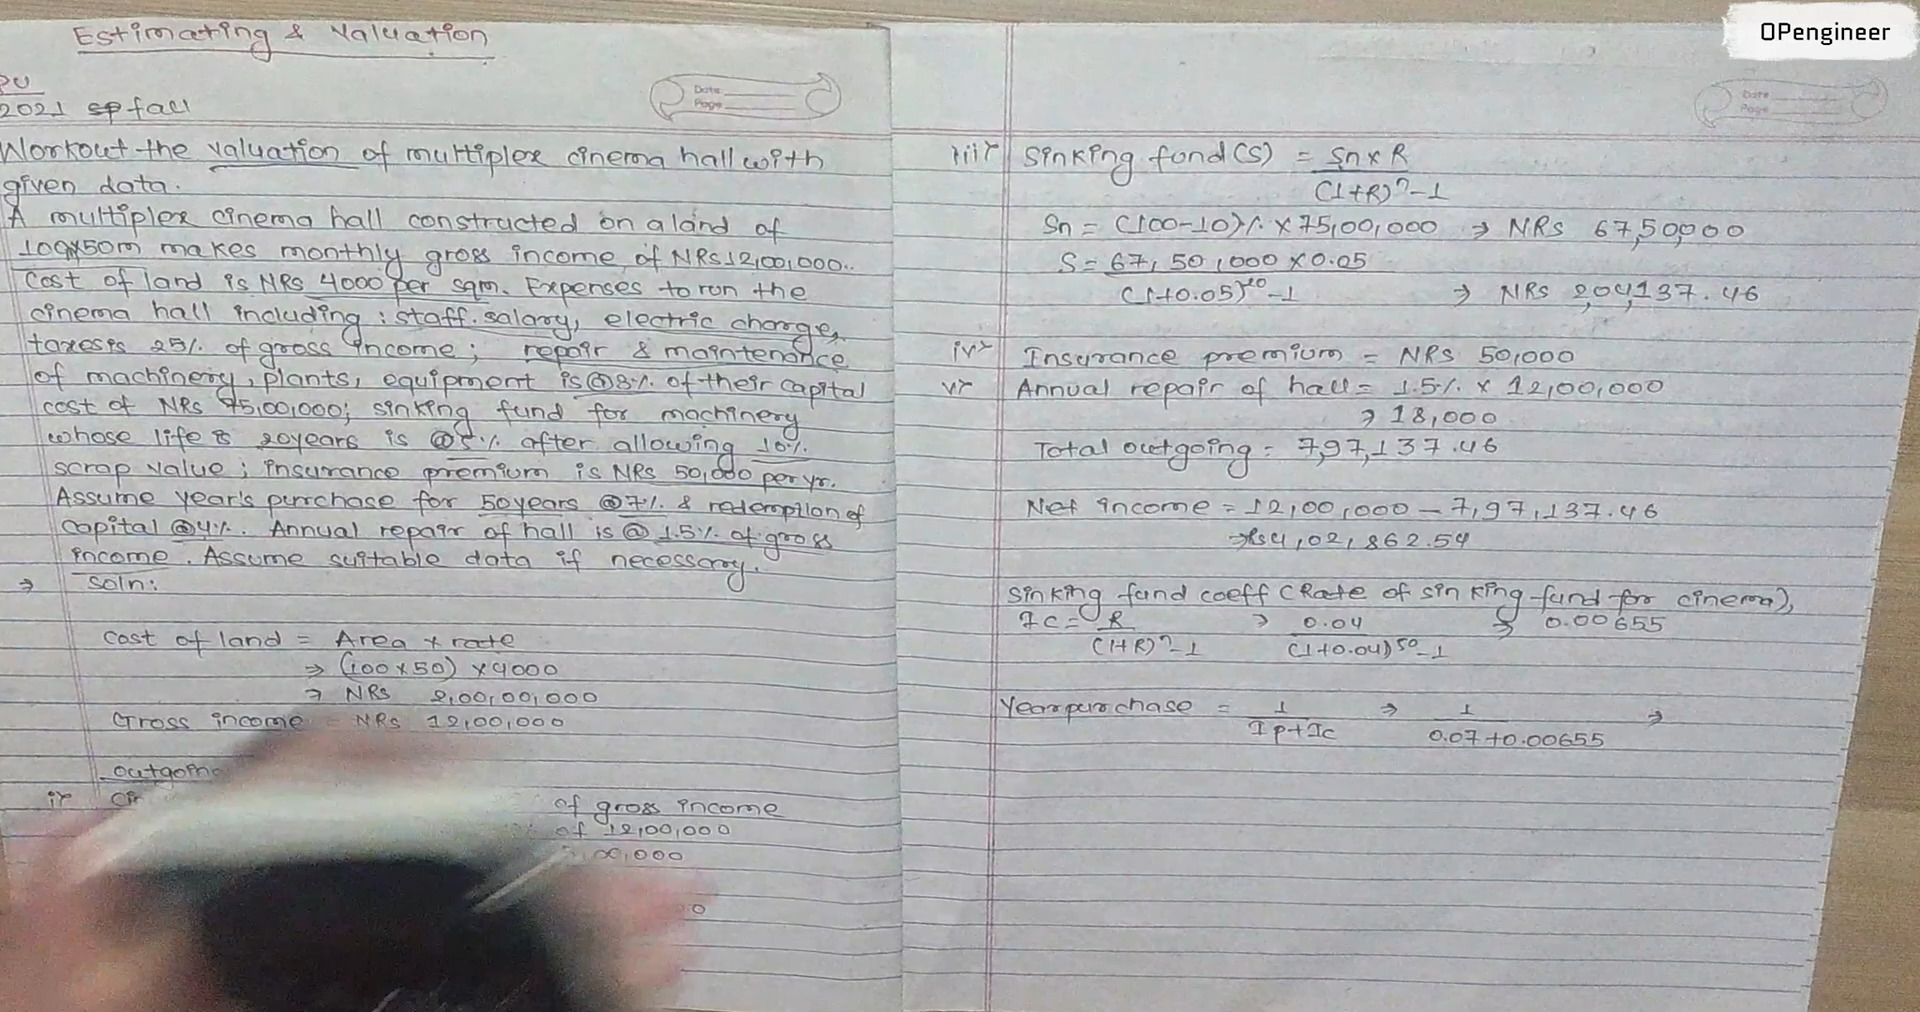 OPengineer
Estimating & Valuation
PU
2021 fall
Date
Page
Workout the valuation of multiplex cinema hall with
given data.
A multiplex cinema hall constructed on a land of
100x50m makes monthly gross income of NRs 12,00,000..
Cost of land is NRs 4000 per sqm. Expenses to run the
cinema hall including : staff salary, electric charge,
taxes is 25% of gross income; repair & maintenance
of machinery, plants, equipment is @ 8% of their capital
cost of NRs 75,00,000; sinking fund for machinery
whose life is 20years is @ 5% after allowing 10%
scrap value ; insurance premium is NRs 50,000 per yr.
Assume year's purchase for 50years @ 7% & redemption of
capital @ 4%. Annual repair of hall is @ 1.5% of gross
income. Assume suitable data if necessary.
⇒ Soln:
Cost of land = Area x rate
⇒ (100 x 50) x 4000
⇒ NRs 2,00,00,000
Gross income = NRs 12,00,000
outgoing
i>
of gross income
of 12,00,000
00,000
Date
Page
iii> Sinking fund (S) = Sn x R
(1+R)ⁿ-1
Sn = (100-10)% x 75,00,000 ⇒ NRs 67,50,000
S = 67,50,000 x 0.05
(1+0.05)²⁰-1 ⇒ NRs 2,04,137.46
iv> Insurance premium = NRs 50,000
v> Annual repair of hall = 1.5% x 12,00,000
⇒ 18,000
Total outgoing = 7,97,137.46
Net income = 12,00,000 - 7,97,137.46
⇒ Rs 4,02,862.54
Sinking fund coeff (Rate of sinking fund for cinema),
Ic = R ⇒ 0.04 ⇒ 0.00655
(1+R)ⁿ-1 (1+0.04)⁵⁰-1
Year purchase = 1 ⇒ 1 ⇒
Ip+Ic 0.07+0.00655